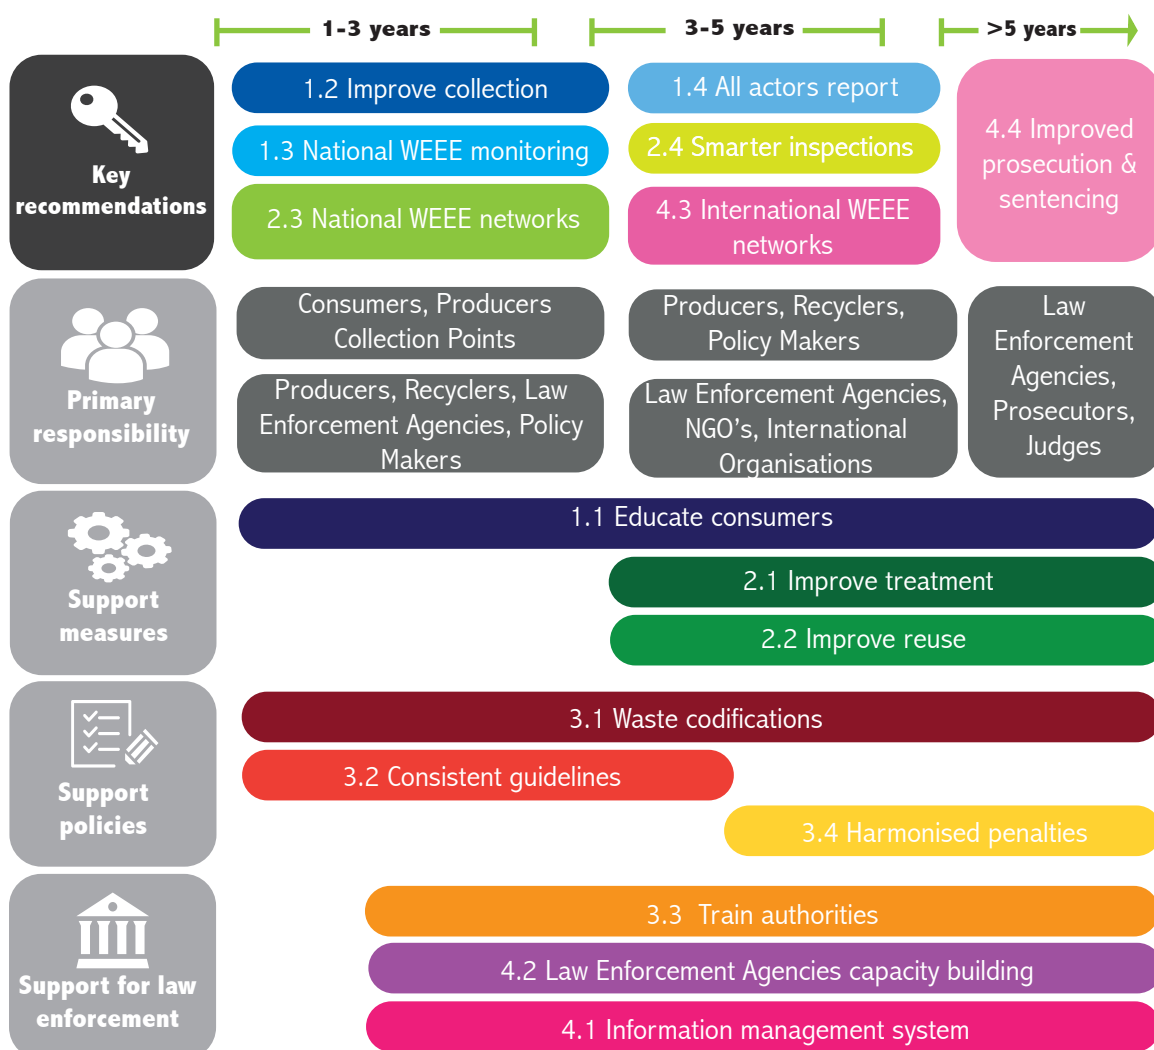 1-3 years
3-5 years
>5 years
Key
recommendations
1.2 Improve collection
1.3 National WEEE monitoring
2.3 National WEEE networks
1.4 All actors report
2.4 Smarter inspections
4.3 International WEEE
networks
4.4 Improved
prosecution &
sentencing
Primary
responsibility
Consumers, Producers
Collection Points
Producers, Recyclers, Law
Enforcement Agencies, Policy
Makers
Producers, Recyclers,
Policy Makers
Law Enforcement Agencies,
NGO's, International
Organisations
Law
Enforcement
Agencies,
Prosecutors,
Judges
Support
measures
1.1 Educate consumers
2.1 Improve treatment
2.2 Improve reuse
Support
policies
3.1 Waste codifications
3.2 Consistent guidelines
3.4 Harmonised penalties
Support for law
enforcement
3.3 Train authorities
4.2 Law Enforcement Agencies capacity building
4.1 Information management system